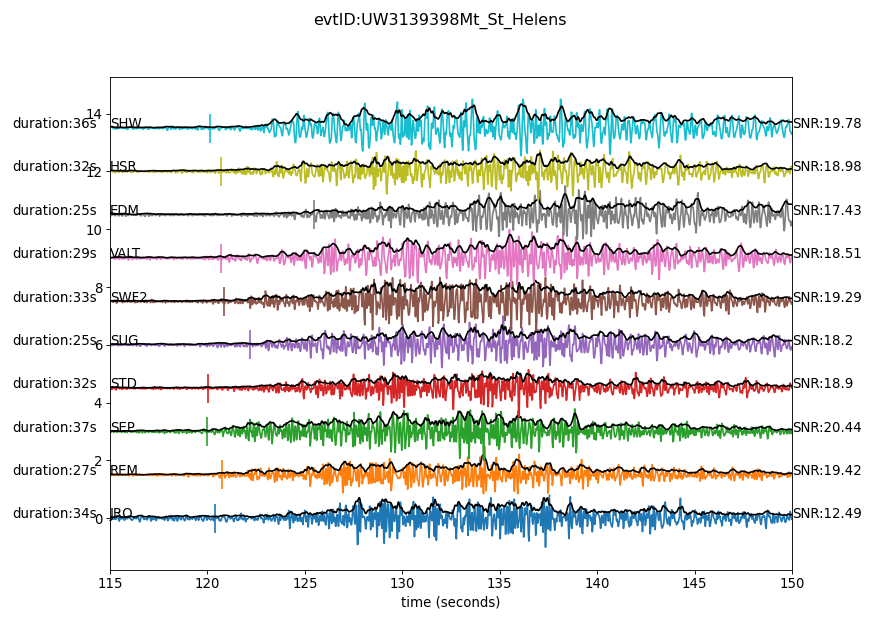 evtID:UW3139398Mt_St_Helens
14
duration:36s SHW SNR:19.78
duration:32s HSR SNR:18.98
12
duration:25s EDM SNR:17.43
10
duration:29s VALT SNR:18.51
8
duration:33s SWF2 SNR:19.29
duration:25s SUG SNR:18.2
6
duration:32s STD SNR:18.9
4
duration:37s SEP SNR:20.44
2
duration:27s REM SNR:19.42
duration:34s JRO SNR:12.49
0
115 120 125 130 135 140 145 150
time (seconds)